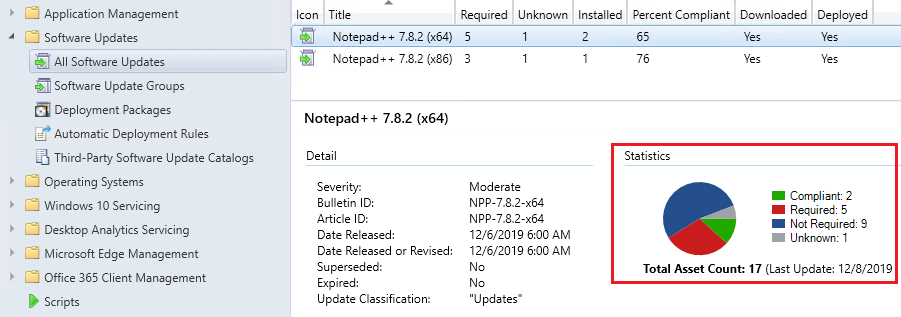 Application Management
Software Updates
All Software Updates
Software Update Groups
Deployment Packages
Automatic Deployment Rules
Third-Party Software Update Catalogs
Operating Systems
Windows 10 Servicing
Desktop Analytics Servicing
Microsoft Edge Management
Office 365 Client Management
Scripts
Icon Title Required Unknown Installed Percent Compliant Downloaded Deployed
Notepad++ 7.8.2 (x64) 5 1 2 65 Yes Yes
Notepad++ 7.8.2 (x86) 3 1 1 76 Yes Yes
Notepad++ 7.8.2 (x64)
Detail
Severity: Moderate
Bulletin ID: NPP-7.8.2-x64
Article ID: NPP-7.8.2-x64
Date Released: 12/6/2019 6:00 AM
Date Released or Revised: 12/6/2019 6:00 AM
Superseded: No
Expired: No
Update Classification: "Updates"
Statistics
Compliant: 2
Required: 5
Not Required: 9
Unknown: 1
Total Asset Count: 17 (Last Update: 12/8/2019